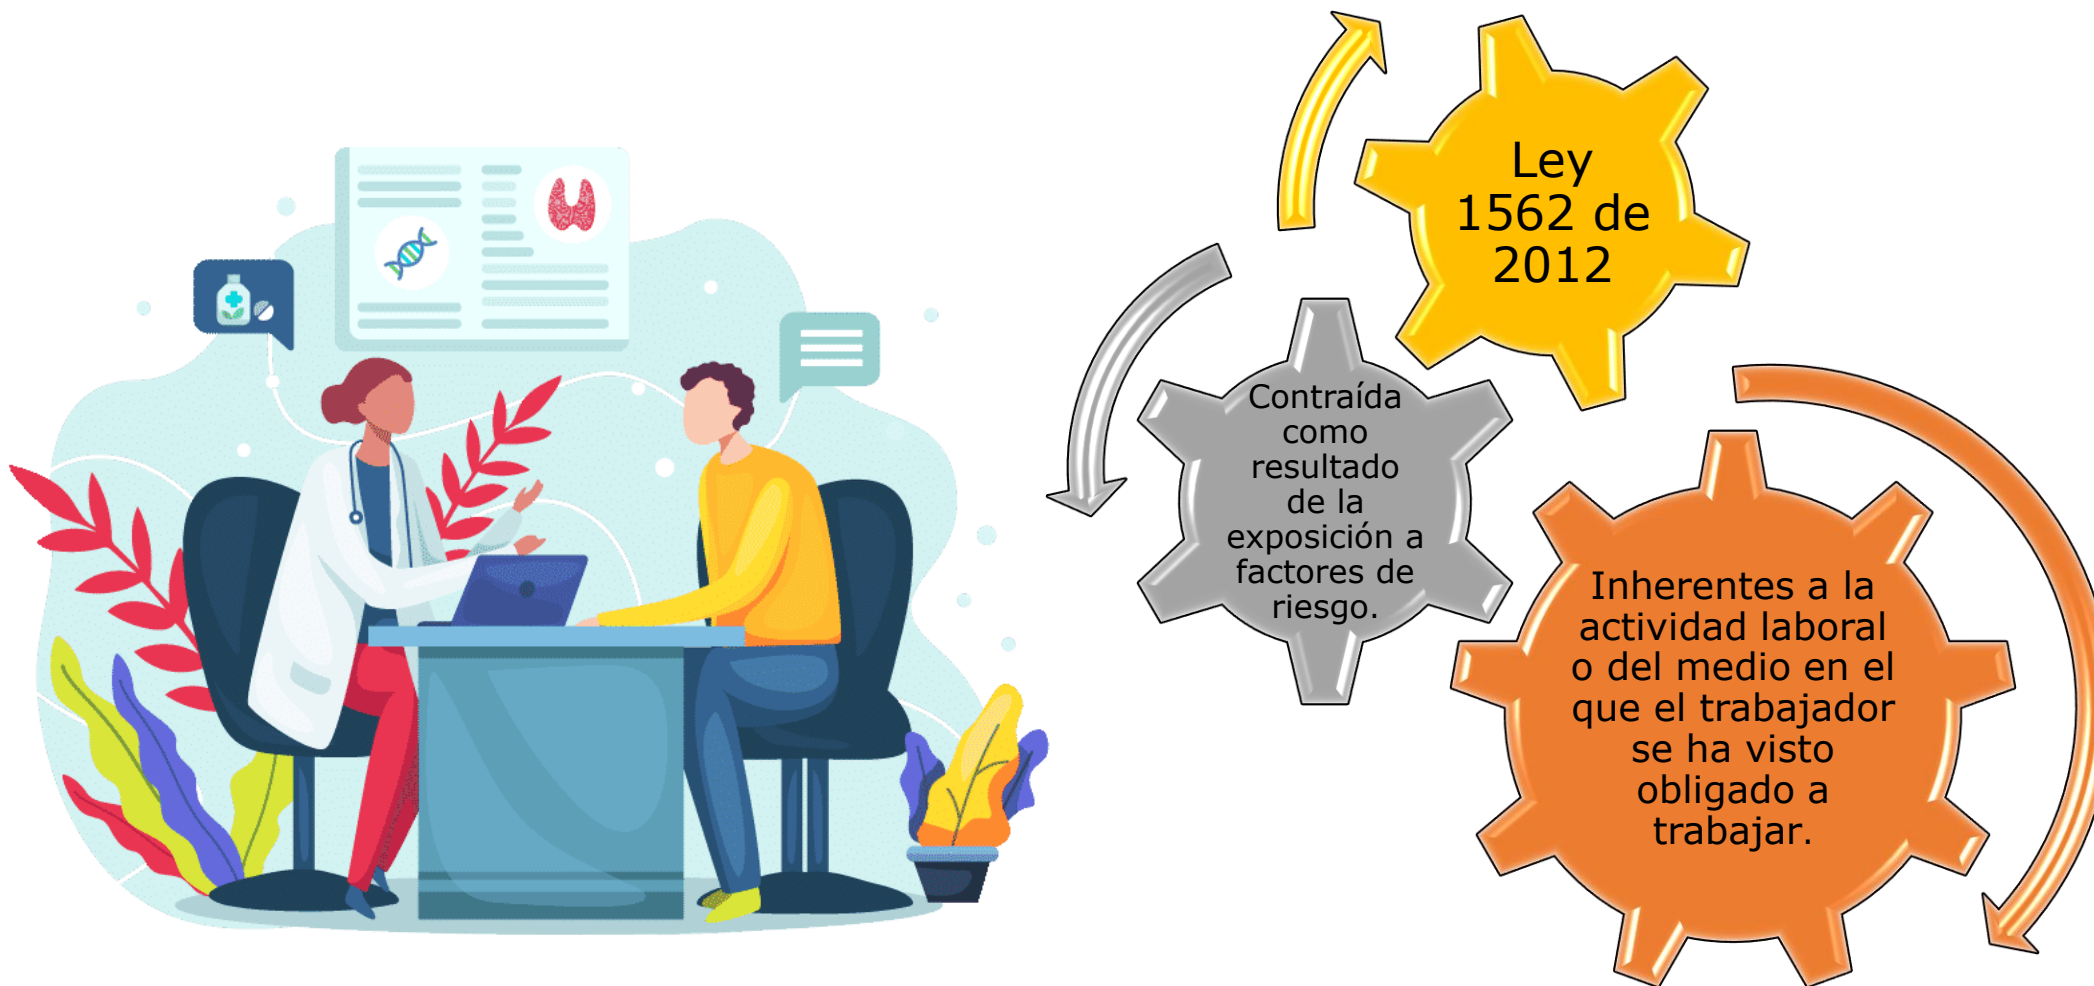 Ley
1562 de
2012
Contraída
como
resultado
de la
exposición a
factores de
riesgo.
Inherentes a la
actividad laboral
o del medio en el
que el trabajador
se ha visto
obligado a
trabajar.